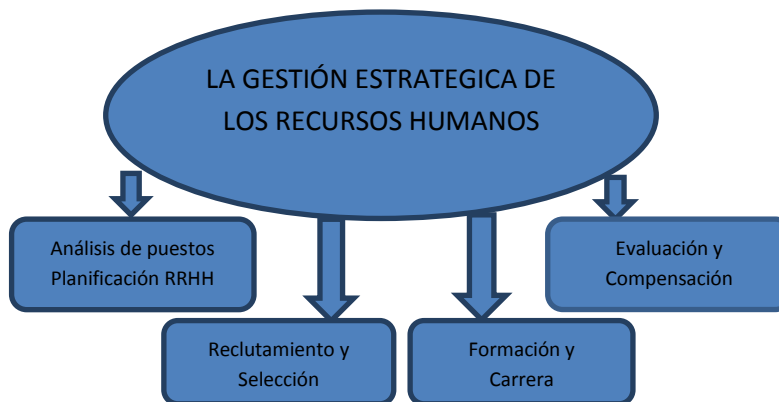 LA GESTIÓN ESTRATEGICA DE
LOS RECURSOS HUMANOS
Análisis de puestos
Planificación RRHH
Reclutamiento y
Selección
Formación y
Carrera
Evaluación y
Compensación